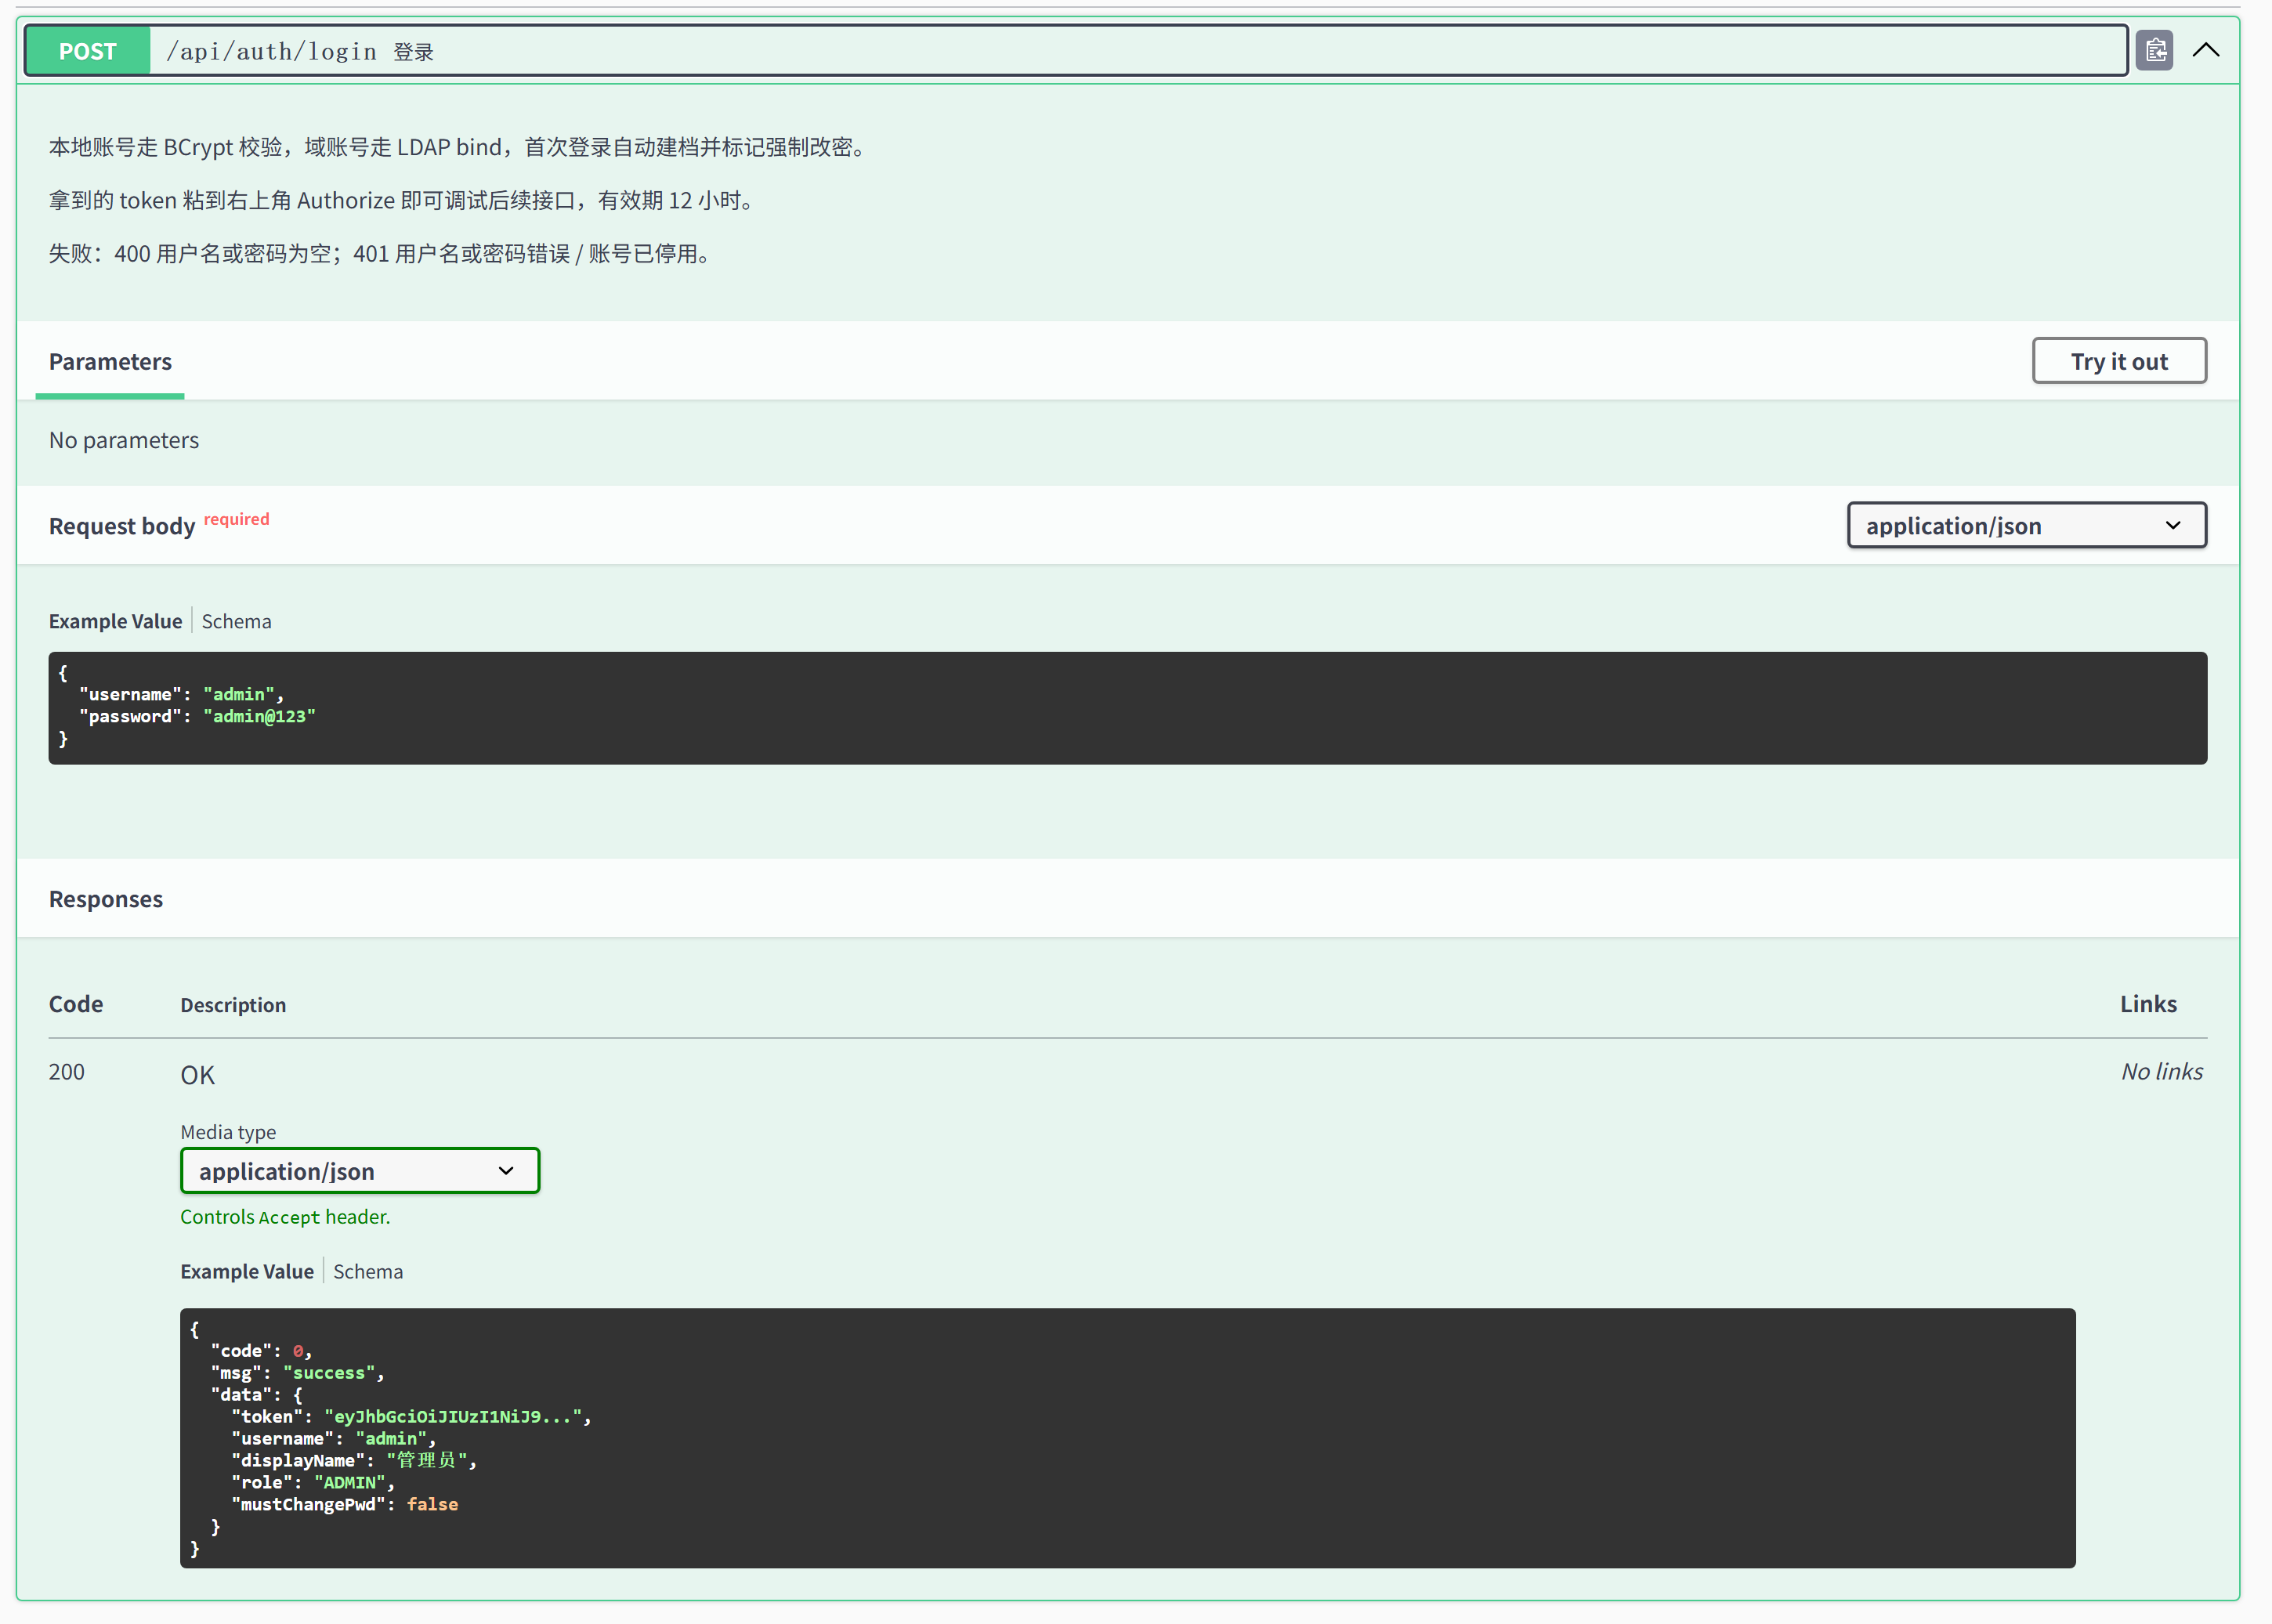 POST /api/auth/login 登录
本地账号走 BCrypt 校验，域账号走 LDAP bind，首次登录自动建档并标记强制改密。
拿到的 token 粘到右上角 Authorize 即可调试后续接口，有效期 12 小时。
失败：400 用户名或密码为空；401 用户名或密码错误 / 账号已停用。
Parameters
Try it out
No parameters
Request body required
application/json
Example Value
Schema
{
  "username": "admin",
  "password": "admin@123"
}
Responses
Code Description Links
200 OK No links
Media type
application/json
Controls Accept header.
Example Value
Schema
{
  "code": 0,
  "msg": "success",
  "data": {
    "token": "eyJhbGciOiJIUzI1NiJ9...",
    "username": "admin",
    "displayName": "管理员",
    "role": "ADMIN",
    "mustChangePwd": false
  }
}